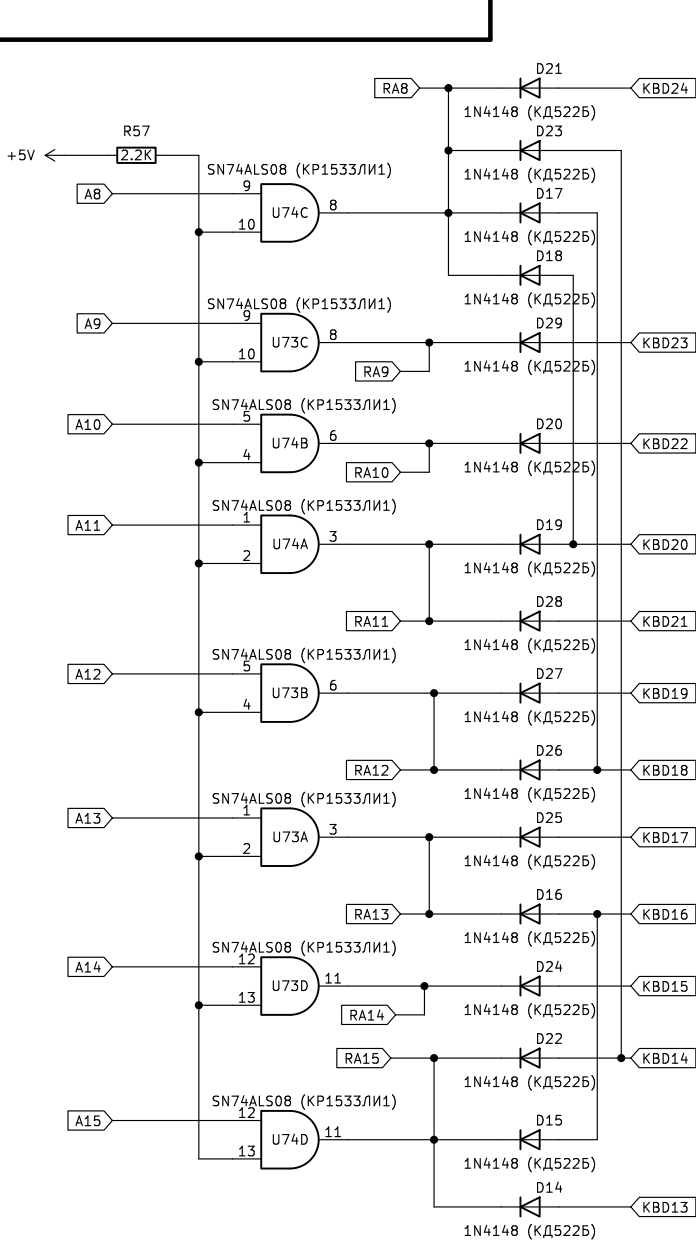 D21
RA8
KBD24
1N4148 (КД522Б)
R57
D23
+5V
2.2K
SN74ALS08 (КР1533ЛИ1)
1N4148 (КД522Б)
A8
9
D17
U74C
8
10
1N4148 (КД522Б)
D18
SN74ALS08 (КР1533ЛИ1)
1N4148 (КД522Б)
A9
9
D29
U73C
8
KBD23
10
RA9
1N4148 (КД522Б)
SN74ALS08 (КР1533ЛИ1)
A10
5
D20
U74B
6
KBD22
4
RA10
1N4148 (КД522Б)
SN74ALS08 (КР1533ЛИ1)
A11
1
D19
U74A
3
KBD20
2
1N4148 (КД522Б)
D28
RA11
KBD21
1N4148 (КД522Б)
SN74ALS08 (КР1533ЛИ1)
A12
5
D27
U73B
6
KBD19
4
1N4148 (КД522Б)
D26
RA12
KBD18
1N4148 (КД522Б)
SN74ALS08 (КР1533ЛИ1)
A13
1
D25
U73A
3
KBD17
2
1N4148 (КД522Б)
D16
RA13
KBD16
1N4148 (КД522Б)
SN74ALS08 (КР1533ЛИ1)
A14
12
D24
U73D
11
KBD15
13
RA14
1N4148 (КД522Б)
D22
RA15
KBD14
1N4148 (КД522Б)
SN74ALS08 (КР1533ЛИ1)
A15
12
D15
U74D
11
13
1N4148 (КД522Б)
D14
KBD13
1N4148 (КД522Б)